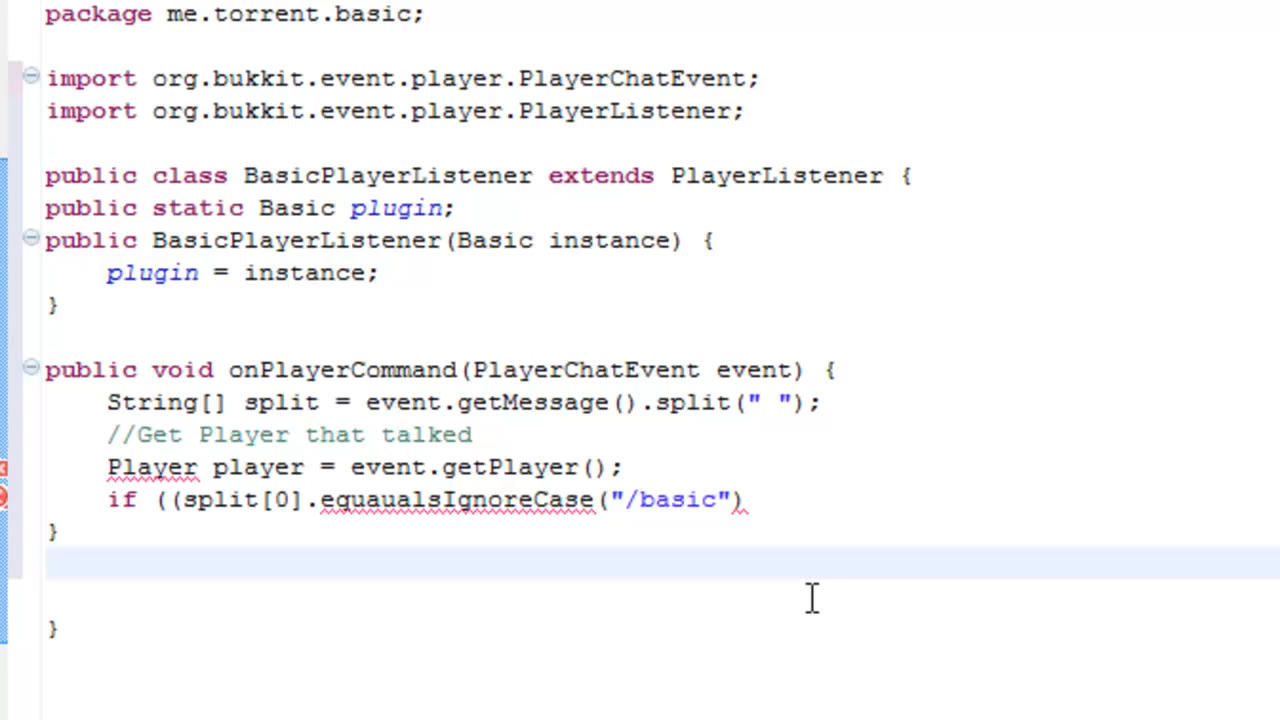 package me.torrent.basic;
import org.bukkit.event.player.PlayerChatEvent;
import org.bukkit.event.player.PlayerListener;
public class BasicPlayerListener extends PlayerListener {
public static Basic plugin;
public BasicPlayerListener(Basic instance) {
plugin = instance;
}
public void onPlayerCommand(PlayerChatEvent event) {
String[] split = event.getMessage().split(" ");
//Get Player that talked
Player player = event.getPlayer();
if ((split[0].equaualsIgnoreCase("/basic")
}
}